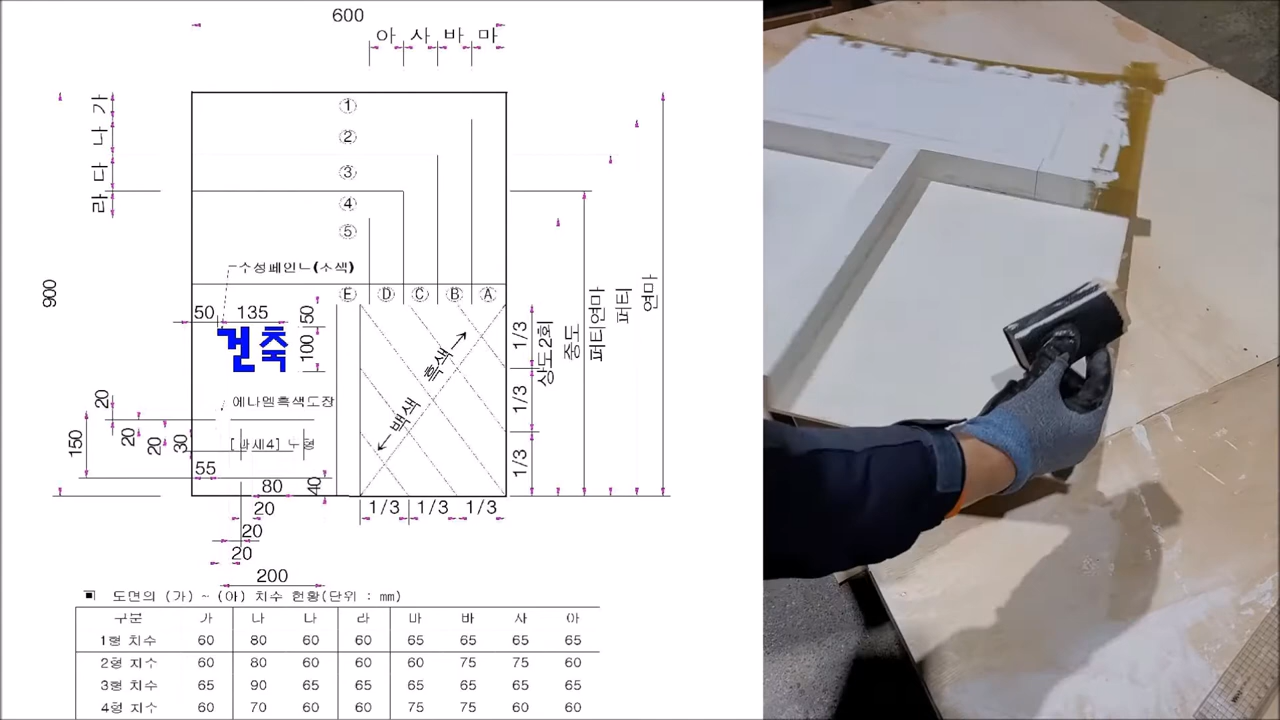 600
아 사 바 마
가
나
다
라
900
①
②
③
④
⑤
Ⓔ Ⓓ Ⓒ Ⓑ Ⓐ
50 135
50
100
건축
에나멜흑색도장
흑색
백색
1/3
1/3
1/3
상도2회
중도
퍼티연마
퍼티
연마
20
150
20
20
30
55
80
40
20
20
20
200
1/3 1/3 1/3
■ 도면의 (가) ~ (아) 치수 현황(단위 : mm)
구분 가 나 다 라 마 바 사 아
1형 치수 60 80 60 60 65 65 65 65
2형 치수 60 80 60 60 60 75 75 60
3형 치수 65 90 65 65 65 65 65 65
4형 치수 60 70 60 60 75 75 60 60